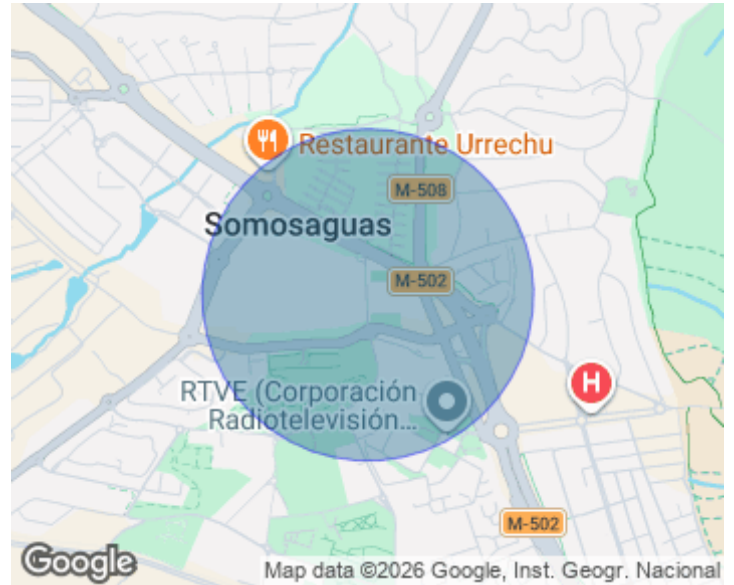 Restaurante Urrechu
M-508
Somosaguas
M-502
RTVE (Corporación
Radiotelevisión...
H
M-502
Google
Map data ©2026 Google, Inst. Geogr. Nacional